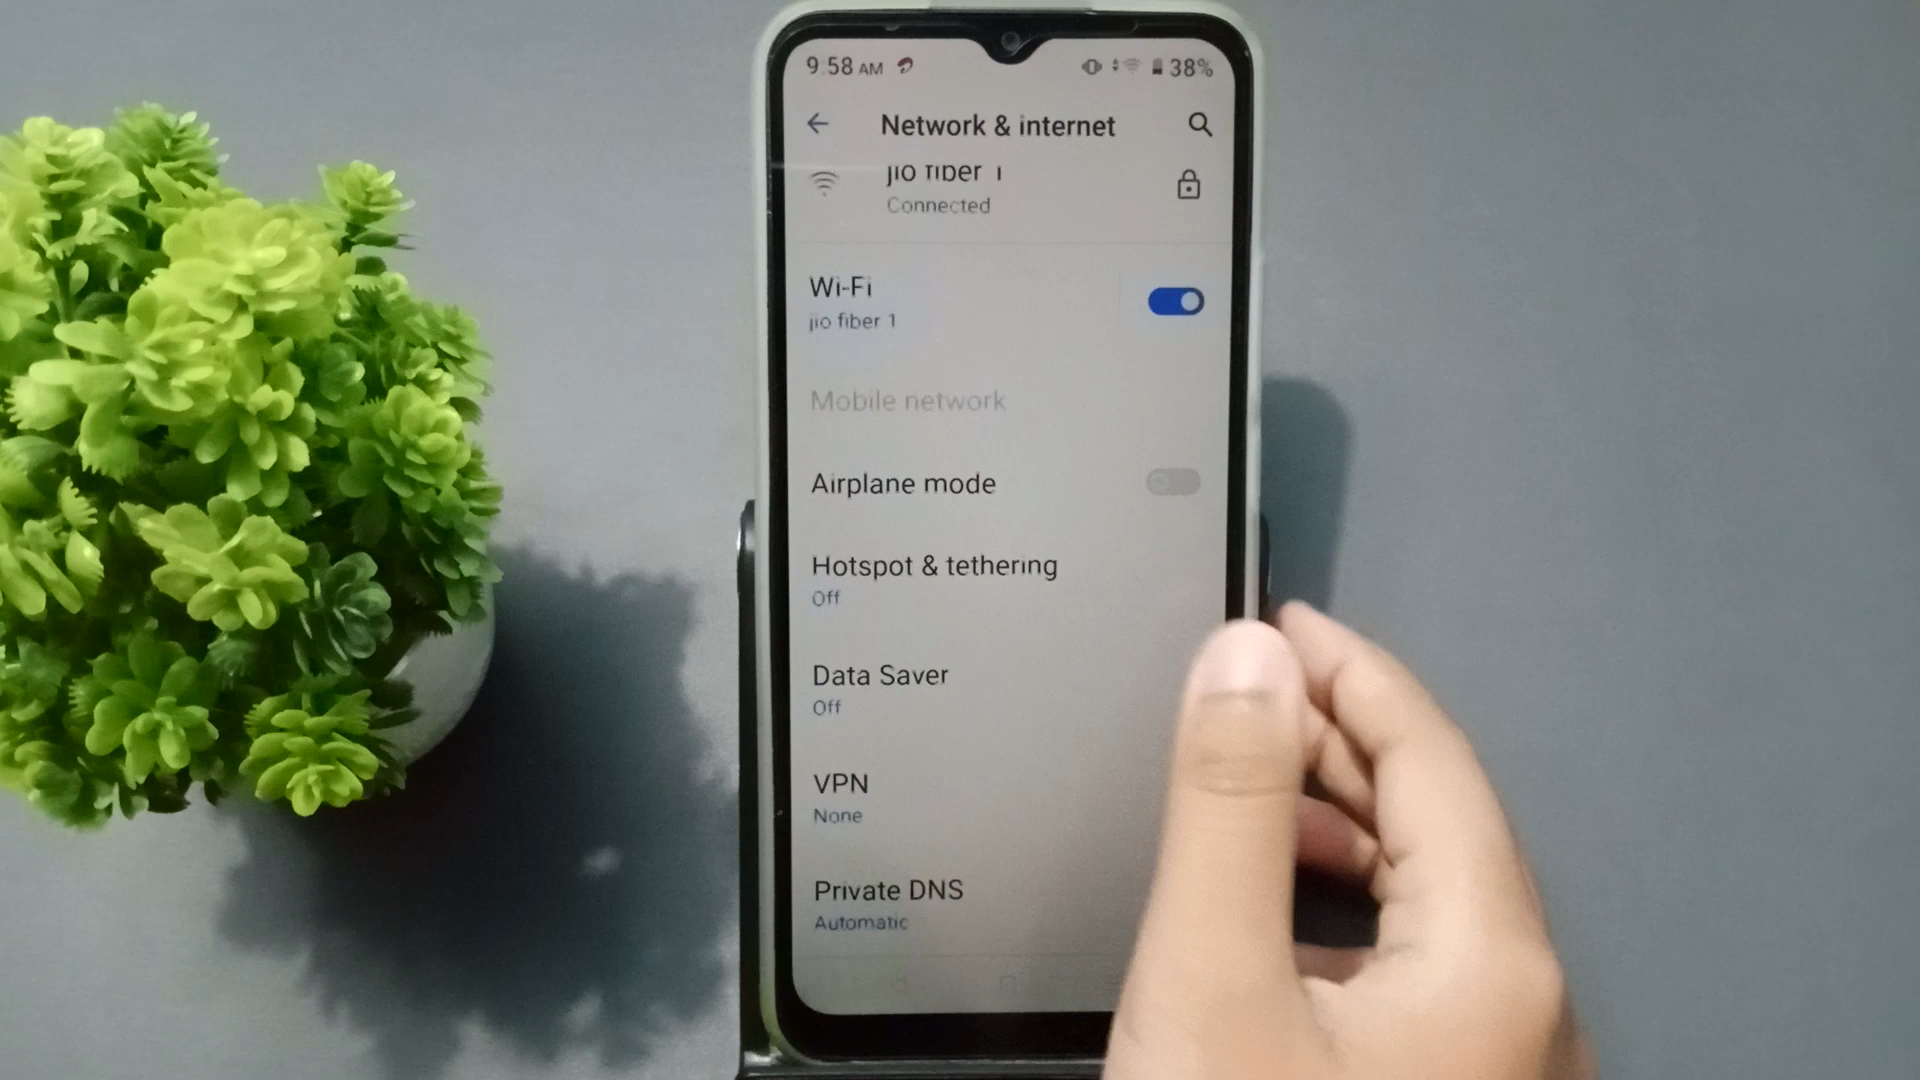 9:58 AM
38%
Network & internet
jio fiber 1
Connected
Wi-Fi
jio fiber 1
Mobile network
Airplane mode
Hotspot & tethering
Off
Data Saver
Off
VPN
None
Private DNS
Automatic